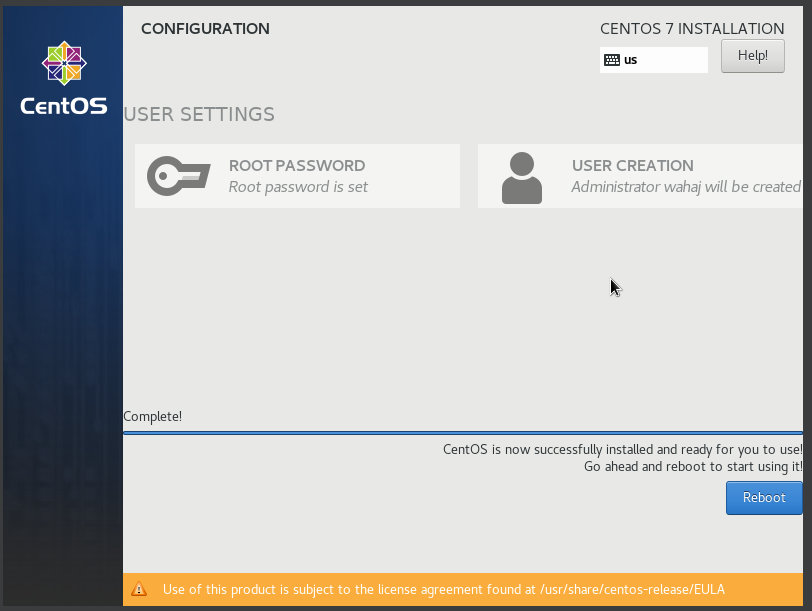 CONFIGURATION
CENTOS 7 INSTALLATION
us
Help!
CentOS
USER SETTINGS
ROOT PASSWORD
Root password is set
USER CREATION
Administrator wahaj will be created
Complete!
CentOS is now successfully installed and ready for you to use!
Go ahead and reboot to start using it!
Reboot
Use of this product is subject to the license agreement found at /usr/share/centos-release/EULA